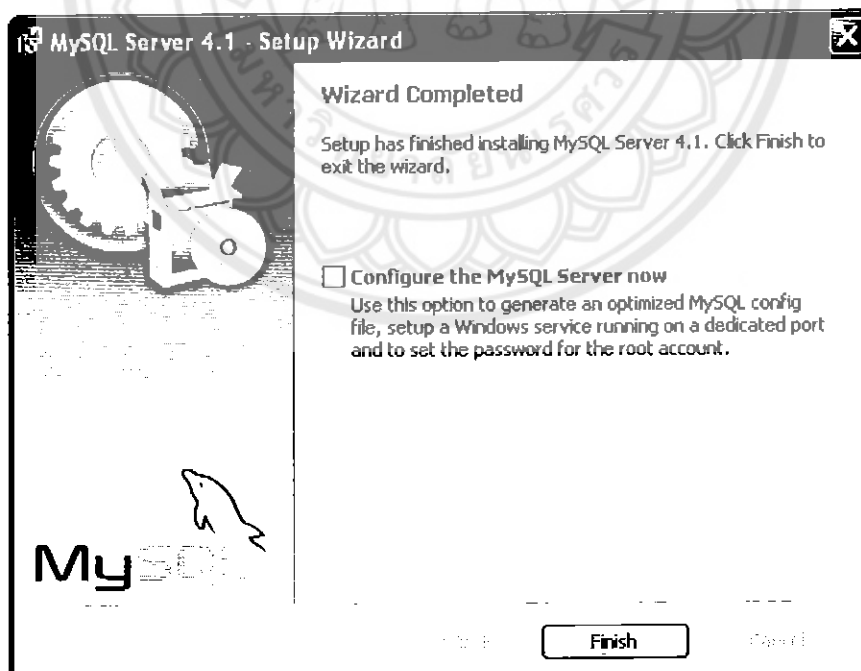 MySQL Server 4.1 - Setup Wizard
Wizard Completed
Setup has finished installing MySQL Server 4.1. Click Finish to
exit the wizard.
Configure the MySQL Server now
Use this option to generate an optimized MySQL config
file, setup a Windows service running on a dedicated port
and to set the password for the root account.
MySQL
Finish
Cancel